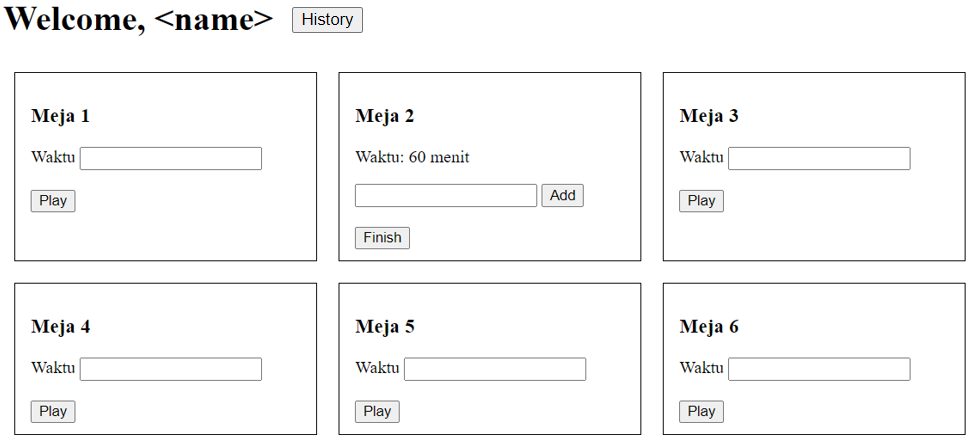 Welcome, <name> History
Meja 1
Waktu
Play
Meja 2
Waktu: 60 menit
Add
Finish
Meja 3
Waktu
Play
Meja 4
Waktu
Play
Meja 5
Waktu
Play
Meja 6
Waktu
Play